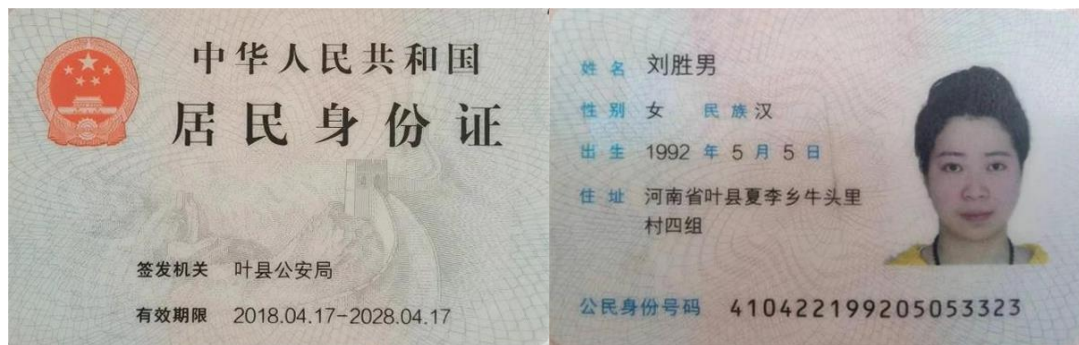 中华人民共和国
居民身份证
签发机关 叶县公安局
有效期限 2018.04.17-2028.04.17
姓名 刘胜男
性别 女 民族 汉
出生 1992 年 5 月 5 日
住址 河南省叶县夏李乡牛头里
村四组
公民身份号码 410422199205053323